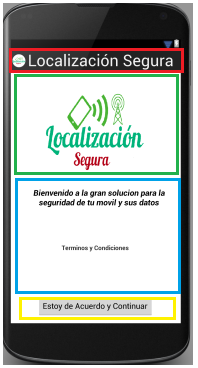 Localización Segura
Localización
Segura
Bienvenido a la gran solucion para la
seguridad de tu movil y sus datos
Terminos y Condiciones
Estoy de Acuerdo y Continuar